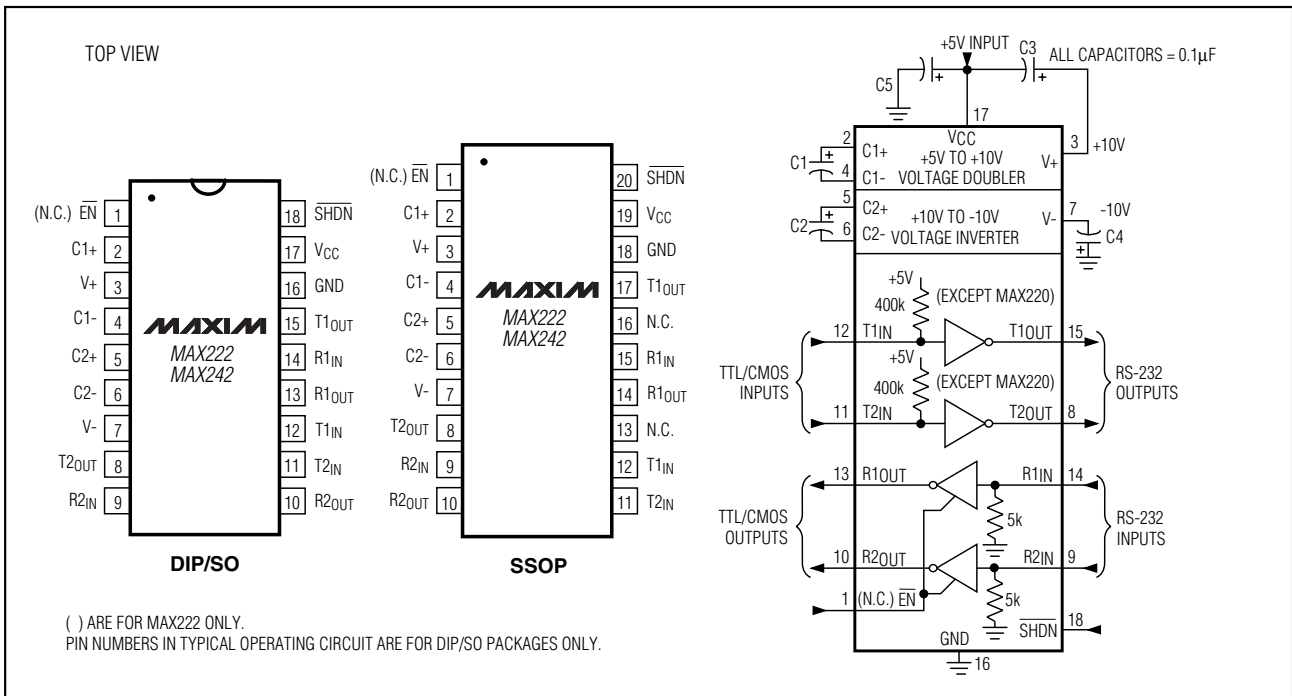 TOP VIEW
(N.C.) EN 1
C1+ 2
V+ 3
C1- 4
C2+ 5
C2- 6
V- 7
T2OUT 8
R2IN 9
18 SHDN
17 VCC
16 GND
15 T1OUT
14 R1IN
13 R1OUT
12 T1IN
11 T2IN
10 R2OUT
MAXIM
MAX222
MAX242
DIP/SO
(N.C.) EN 1
C1+ 2
V+ 3
C1- 4
C2+ 5
C2- 6
V- 7
T2OUT 8
R2IN 9
R2OUT 10
20 SHDN
19 VCC
18 GND
17 T1OUT
16 N.C.
15 R1IN
14 R1OUT
13 N.C.
12 T1IN
11 T2IN
MAXIM
MAX222
MAX242
SSOP
( ) ARE FOR MAX222 ONLY.
PIN NUMBERS IN TYPICAL OPERATING CIRCUIT ARE FOR DIP/SO PACKAGES ONLY.
+5V INPUT
C3
ALL CAPACITORS = 0.1μF
C5
+
+
17
VCC
2
C1+
C1
+
4
C1-
+5V TO +10V
VOLTAGE DOUBLER
V+
3
+10V
5
C2+
C2
+
6
C2-
+10V TO -10V
VOLTAGE INVERTER
V-
7
-10V
C4
+
+5V
400k
(EXCEPT MAX220)
12
T1IN
T1OUT
15
TTL/CMOS
INPUTS
+5V
400k
(EXCEPT MAX220)
RS-232
OUTPUTS
11
T2IN
T2OUT
8
13
R1OUT
R1IN
14
TTL/CMOS
OUTPUTS
5k
RS-232
INPUTS
10
R2OUT
R2IN
9
1
(N.C.) EN
5k
SHDN
18
GND
16